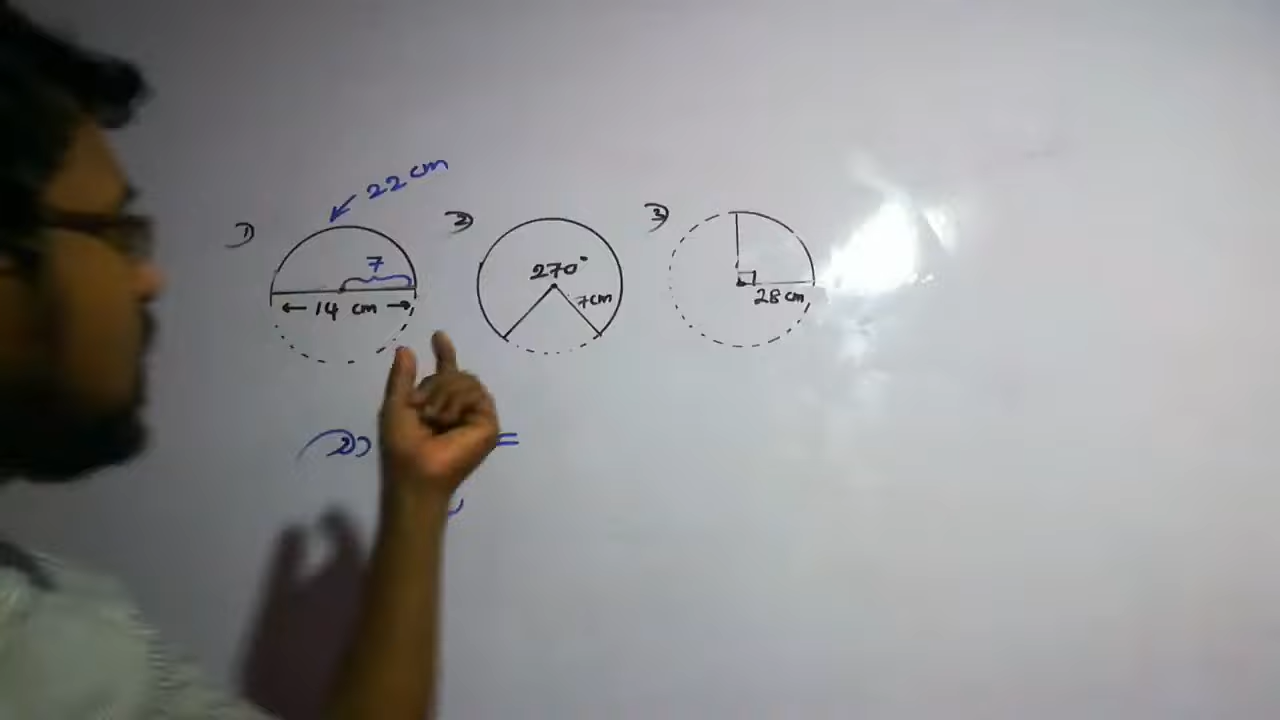 22 cm
1)
7
← 14 cm →
2)
270°
7cm
3)
28 cm
=